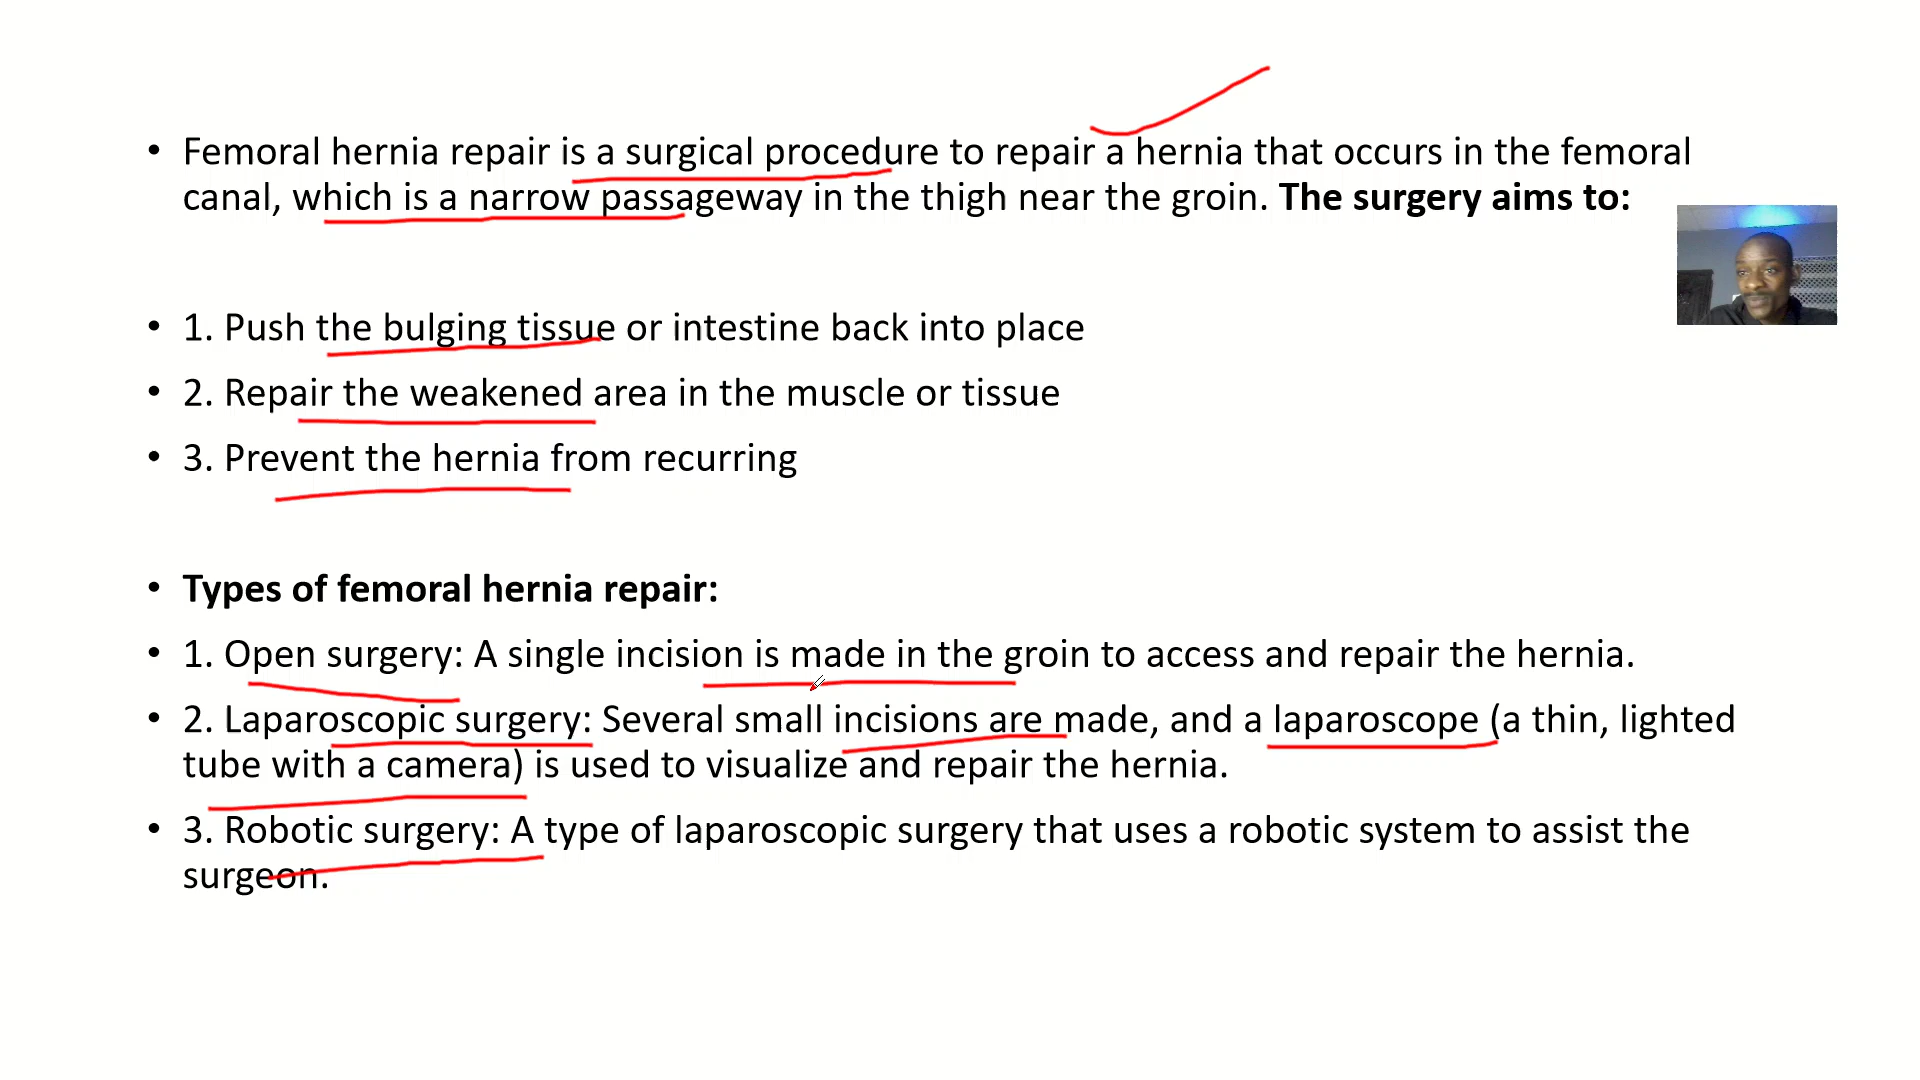 • Femoral hernia repair is a surgical procedure to repair a hernia that occurs in the femoral
canal, which is a narrow passageway in the thigh near the groin. The surgery aims to:
• 1. Push the bulging tissue or intestine back into place
• 2. Repair the weakened area in the muscle or tissue
• 3. Prevent the hernia from recurring
• Types of femoral hernia repair:
• 1. Open surgery: A single incision is made in the groin to access and repair the hernia.
• 2. Laparoscopic surgery: Several small incisions are made, and a laparoscope (a thin, lighted
tube with a camera) is used to visualize and repair the hernia.
• 3. Robotic surgery: A type of laparoscopic surgery that uses a robotic system to assist the
surgeon.